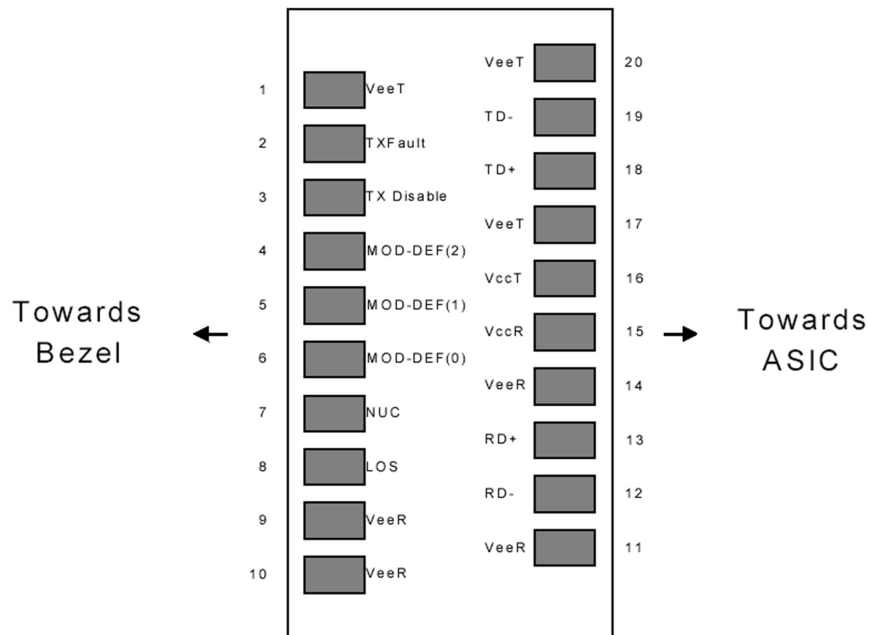 VeeT 20
1 VeeT
TD- 19
2 TXFault
TD+ 18
3 TX Disable
VeeT 17
4 MOD-DEF(2)
VccT 16
5 MOD-DEF(1)
Towards
Bezel
VccR 15
Towards
ASIC
6 MOD-DEF(0)
VeeR 14
7 NUC
RD+ 13
8 LOS
RD- 12
9 VeeR
VeeR 11
10 VeeR